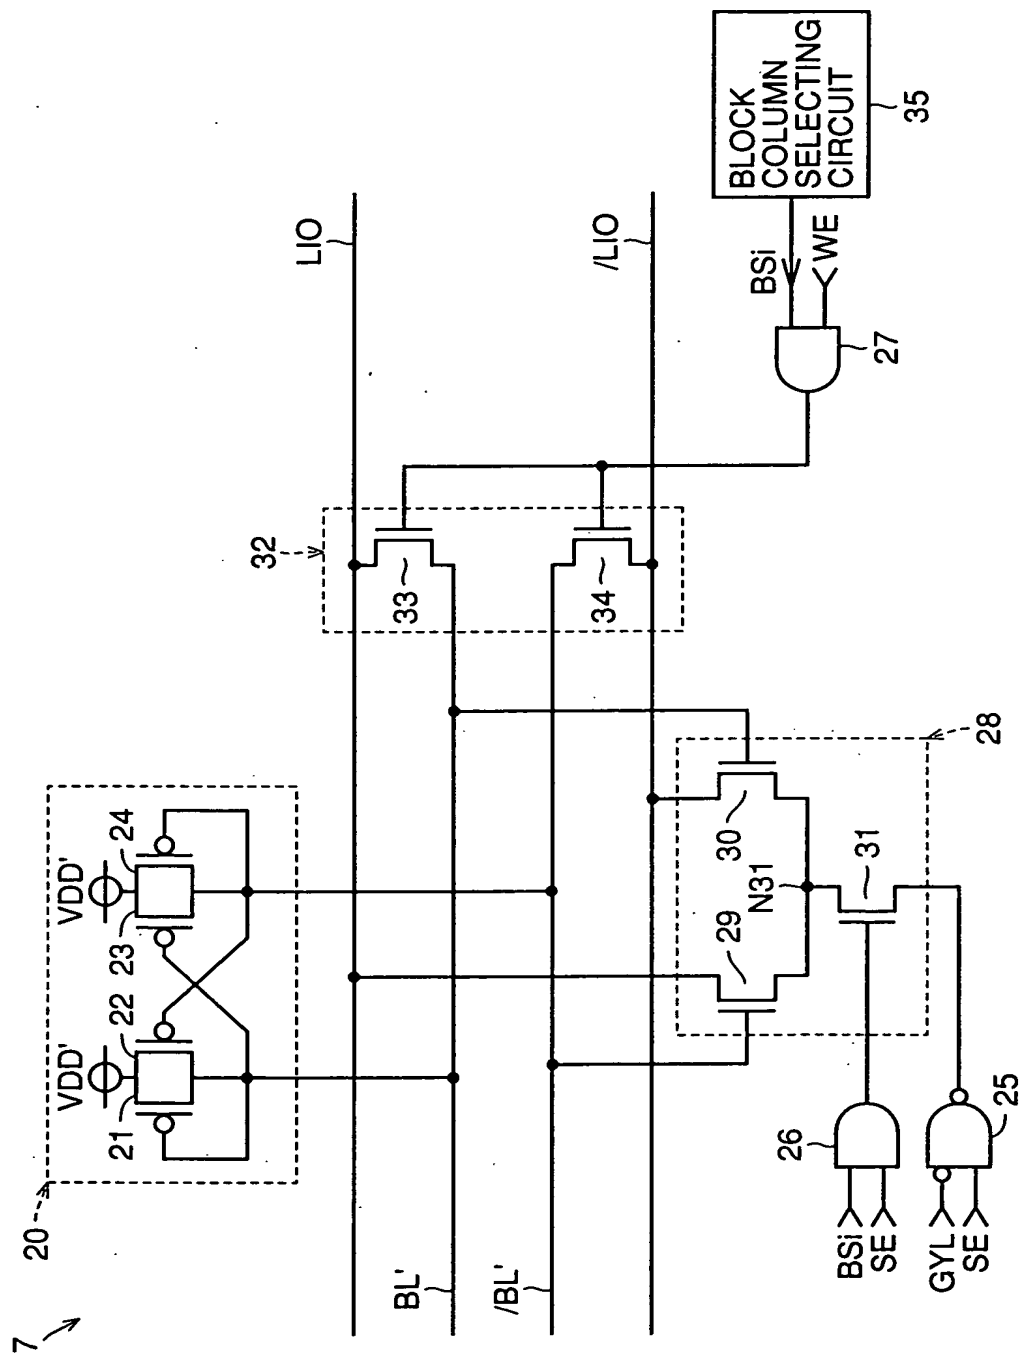 7
20
VDD'
VDD'
21
22
23
24
BL'
/BL'
LIO
/LIO
32
33
34
BLOCK
COLUMN
SELECTING
CIRCUIT
35
BSi
WE
27
28
29
30
N31
31
26
BSi
SE
GYL
SE
25